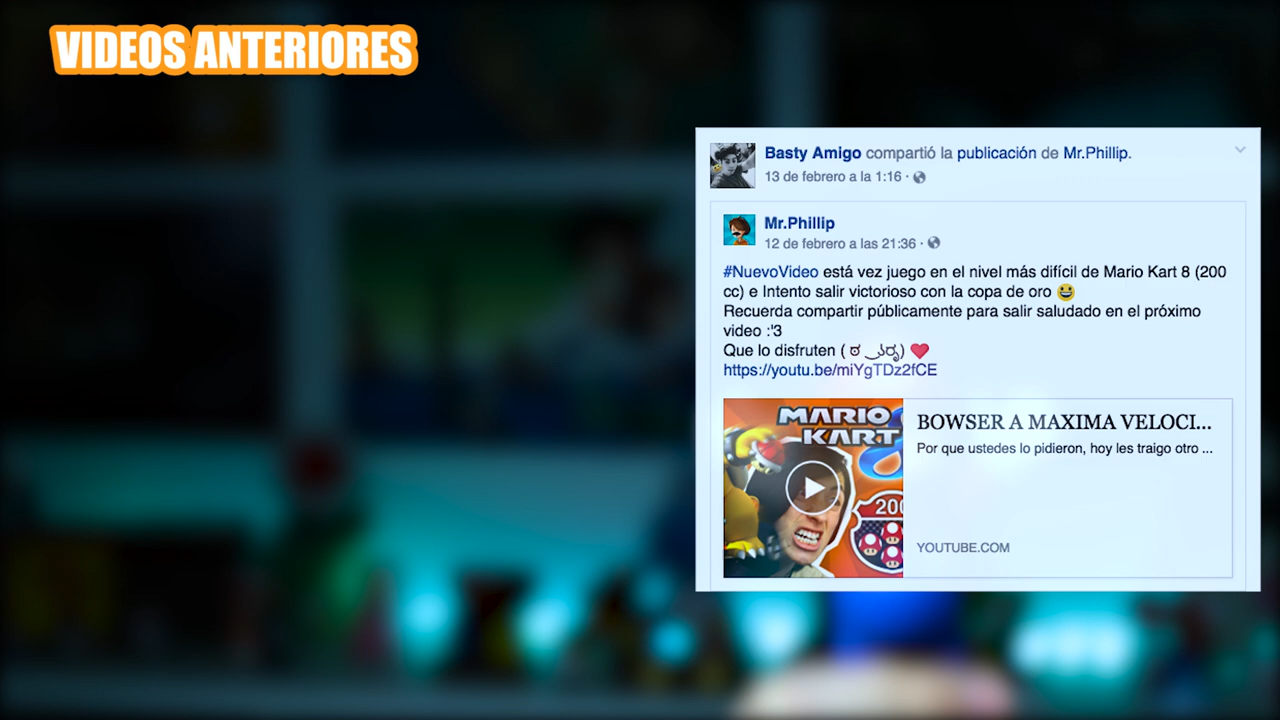 VIDEOS ANTERIORES
Basty Amigo compartió la publicación de Mr.Phillip.
13 de febrero a la 1:16 ·
Mr.Phillip
12 de febrero a las 21:36 ·
#NuevoVideo está vez juego en el nivel más difícil de Mario Kart 8 (200
cc) e Intento salir victorioso con la copa de oro 😃
Recuerda compartir públicamente para salir saludado en el próximo
video :'3
Que lo disfruten ( ಠ ͜ʖರೃ) ❤
https://youtu.be/miYgTDz2fCE
MARIO
KART 8
200
BOWSER A MAXIMA VELOCI...
Por que ustedes lo pidieron, hoy les traigo otro ...
YOUTUBE.COM